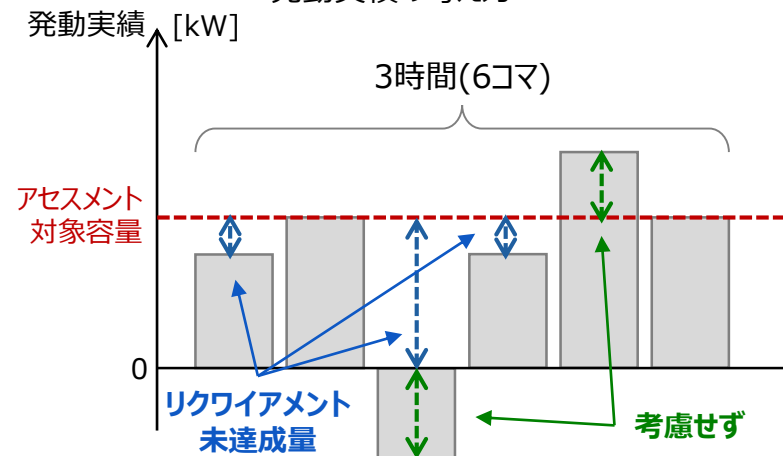 発動実績 [kW]
3時間(6コマ)
アセスメント
対象容量
0
リクワイアメント
未達成量
考慮せず